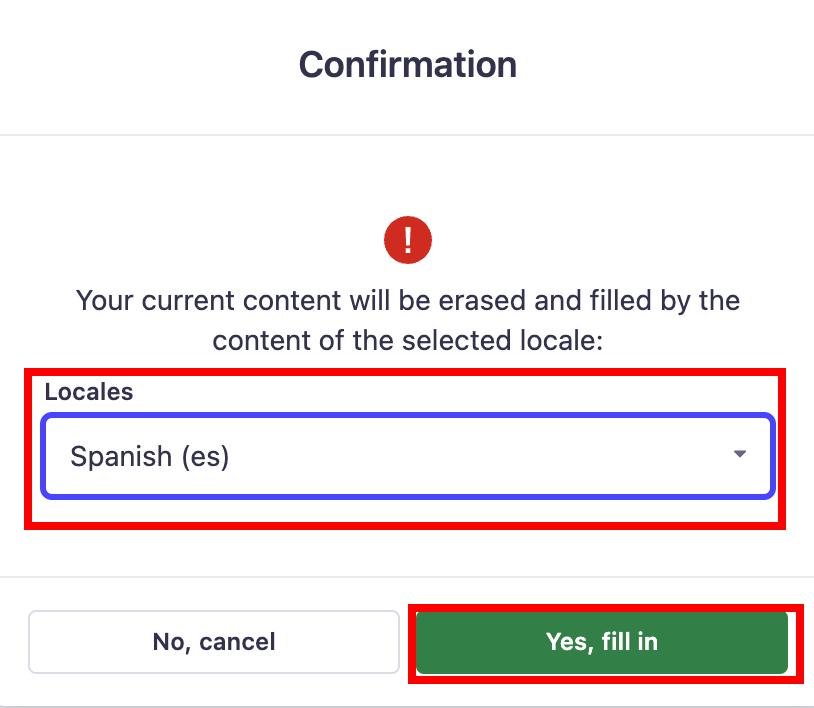 Confirmation
!
Your current content will be erased and filled by the
content of the selected locale:
Locales
Spanish (es)
No, cancel
Yes, fill in